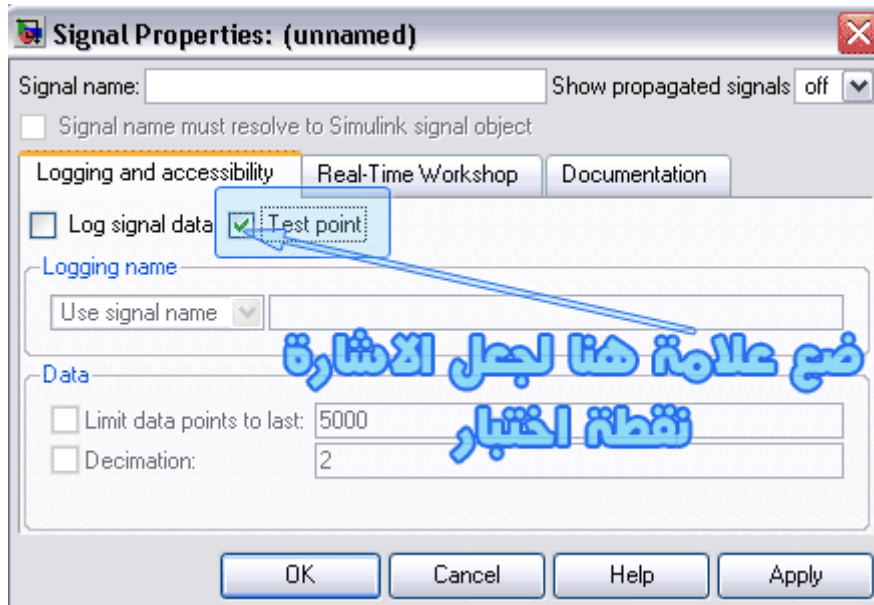 Signal Properties: (unnamed)
Signal name: Show propagated signals off
Signal name must resolve to Simulink signal object
Logging and accessibility Real-Time Workshop Documentation
Log signal data Test point
Logging name
Use signal name
ضع علامة هنا لجعل الاشارة
نقطة اختبار
Data
Limit data points to last: 5000
Decimation: 2
OK Cancel Help Apply